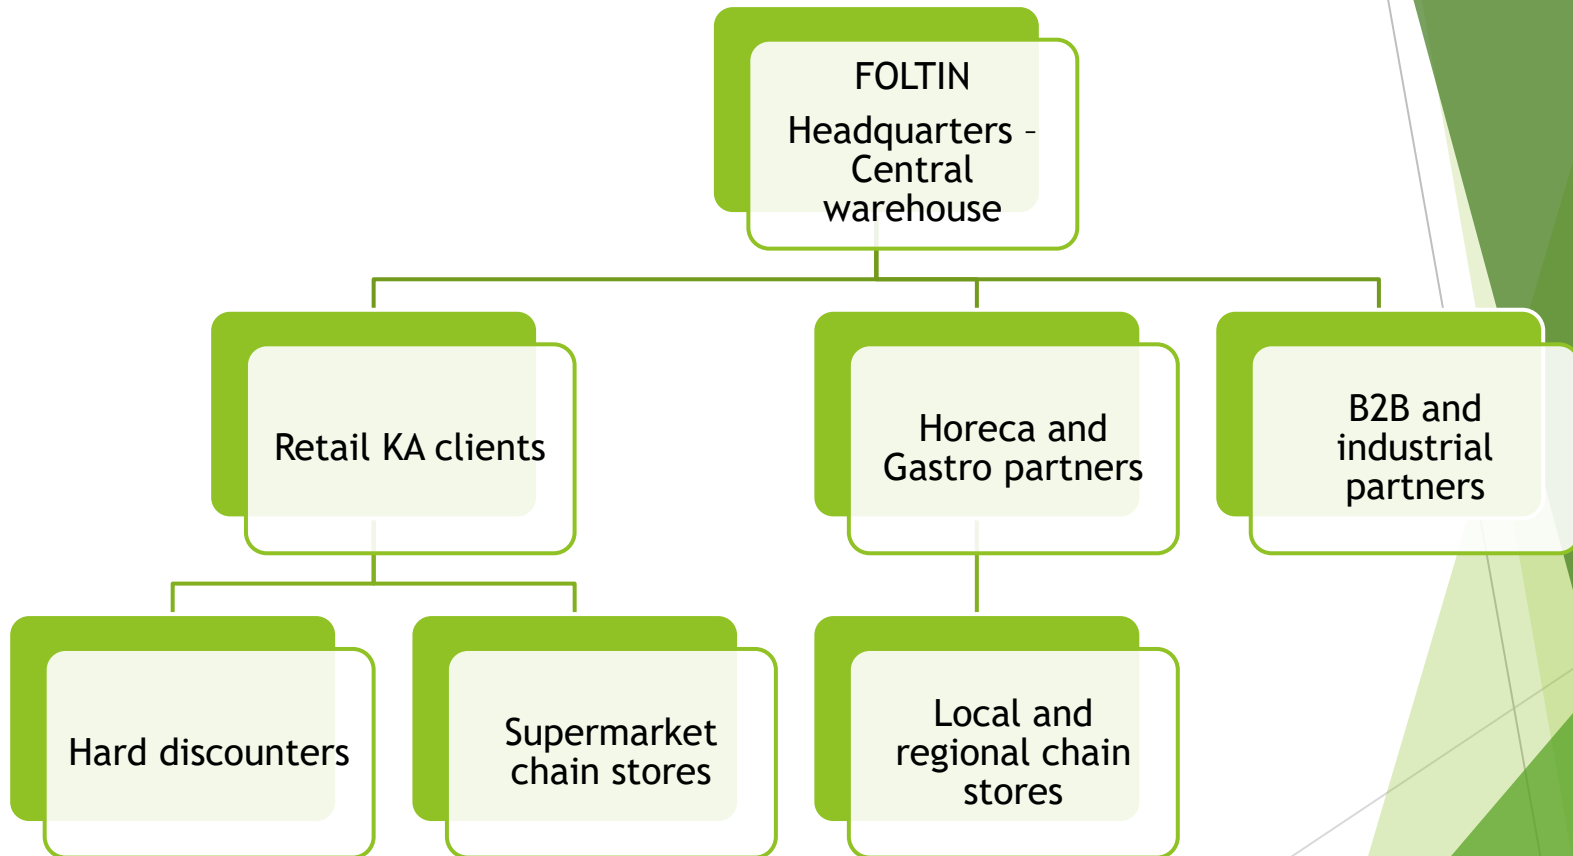 FOLTIN
Headquarters –
Central
warehouse
Retail KA clients
Horeca and
Gastro partners
B2B and
industrial
partners
Hard discounters
Supermarket
chain stores
Local and
regional chain
stores